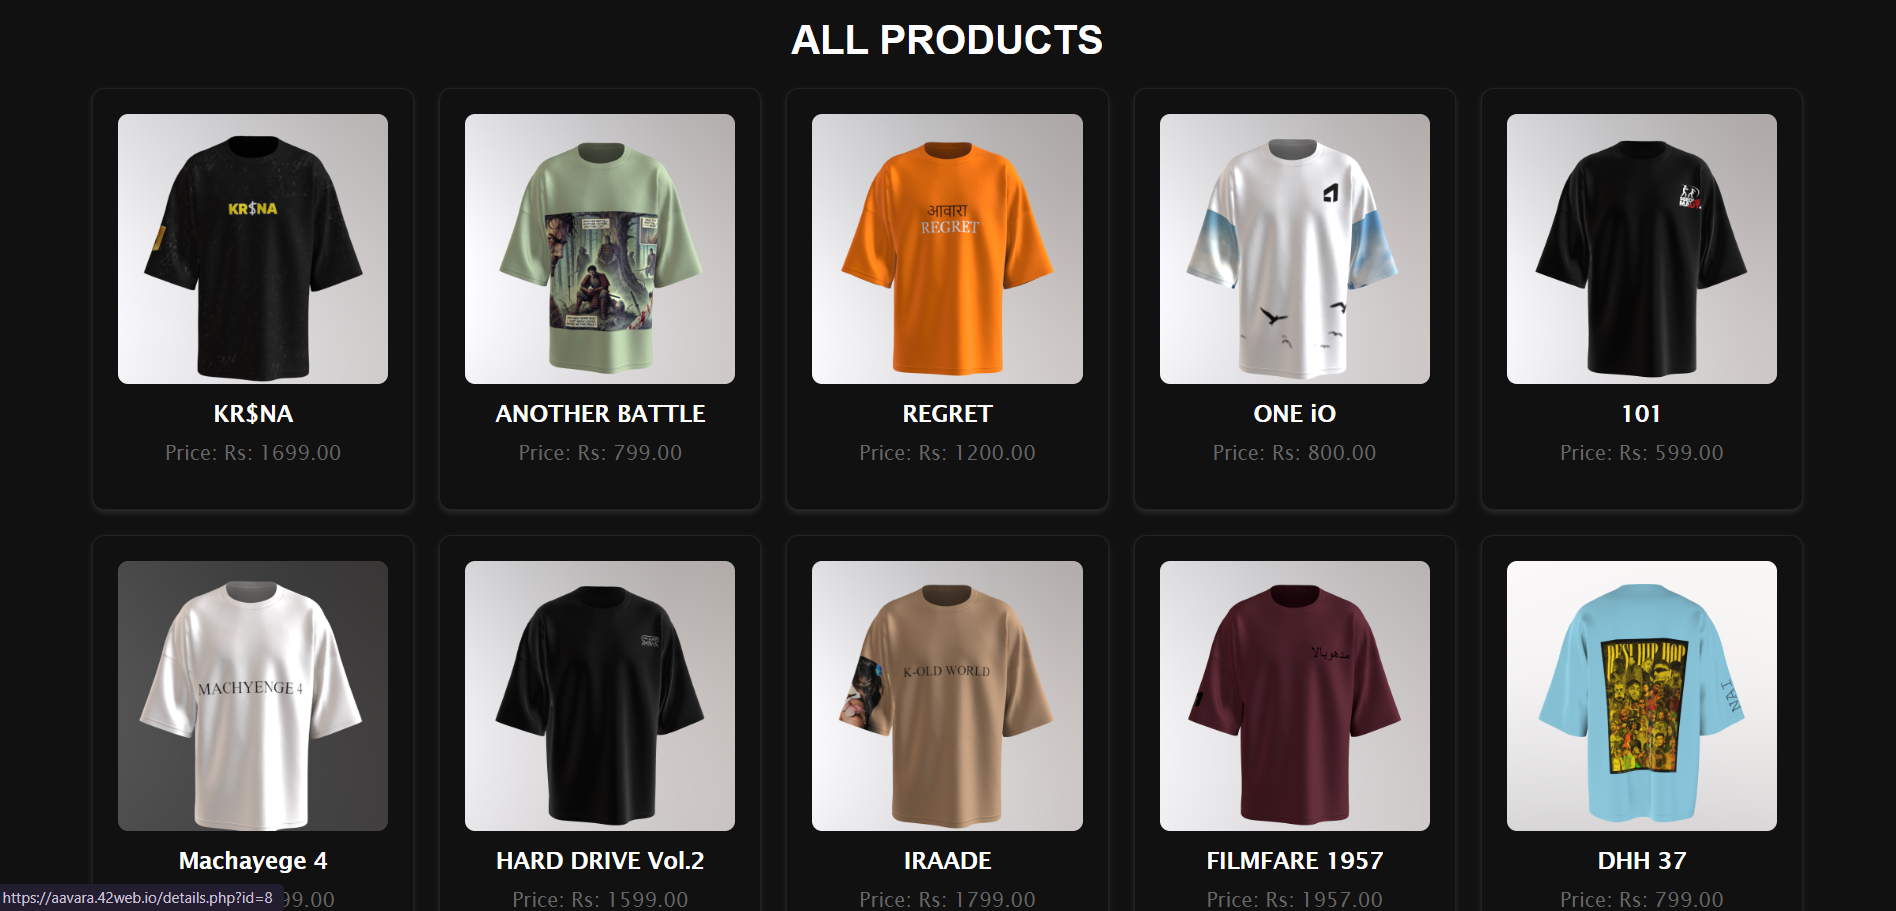 ALL PRODUCTS
KR$NA
आवारा
REGRET
KR$NA
ANOTHER BATTLE
REGRET
ONE iO
101
Price: Rs: 1699.00
Price: Rs: 799.00
Price: Rs: 1200.00
Price: Rs: 800.00
Price: Rs: 599.00
MACHYENGE 4
K-OLD WORLD
مدهوبالا
DESI HIP HOP
Machayege 4
HARD DRIVE Vol.2
IRAADE
FILMFARE 1957
DHH 37
99.00
Price: Rs: 1599.00
Price: Rs: 1799.00
Price: Rs: 1957.00
Price: Rs: 799.00
https://aavara.42web.io/details.php?id=8